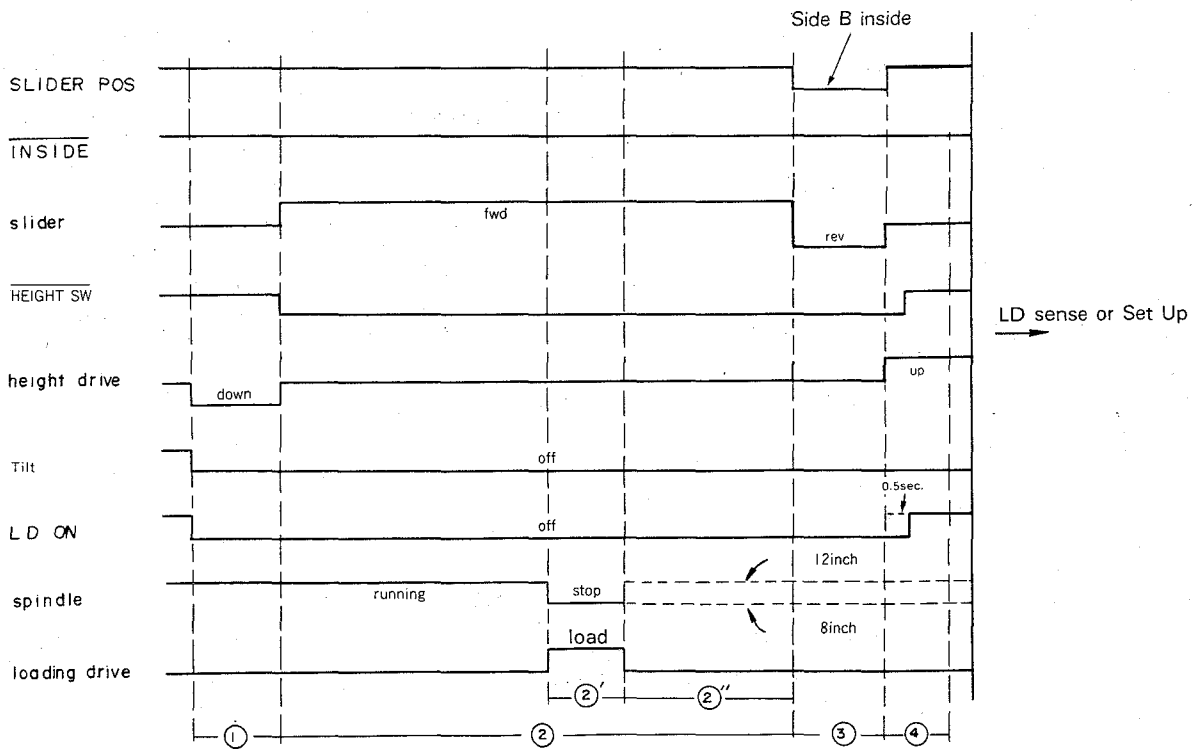 Side B inside
SLIDER POS
INSIDE
slider
fwd
rev
HEIGHT SW
LD sense or Set Up
height drive
down
up
Tilt
off
0.5sec.
LD ON
off
12inch
spindle
running
stop
8inch
load
loading drive
②' ②''
① ② ③ ④